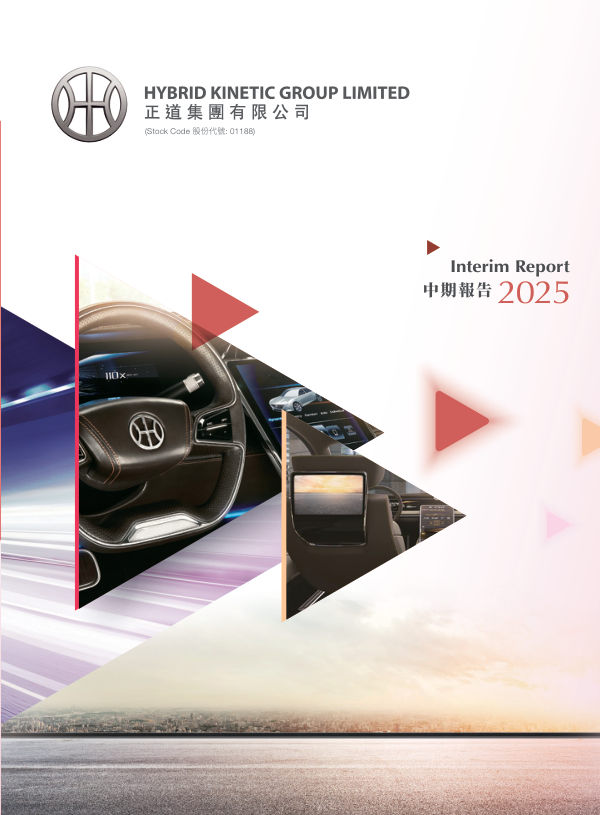 HYBRID KINETIC GROUP LIMITED
正道集團有限公司
(Stock Code 股份代號: 01188)
Interim Report
中期報告 2025
110x